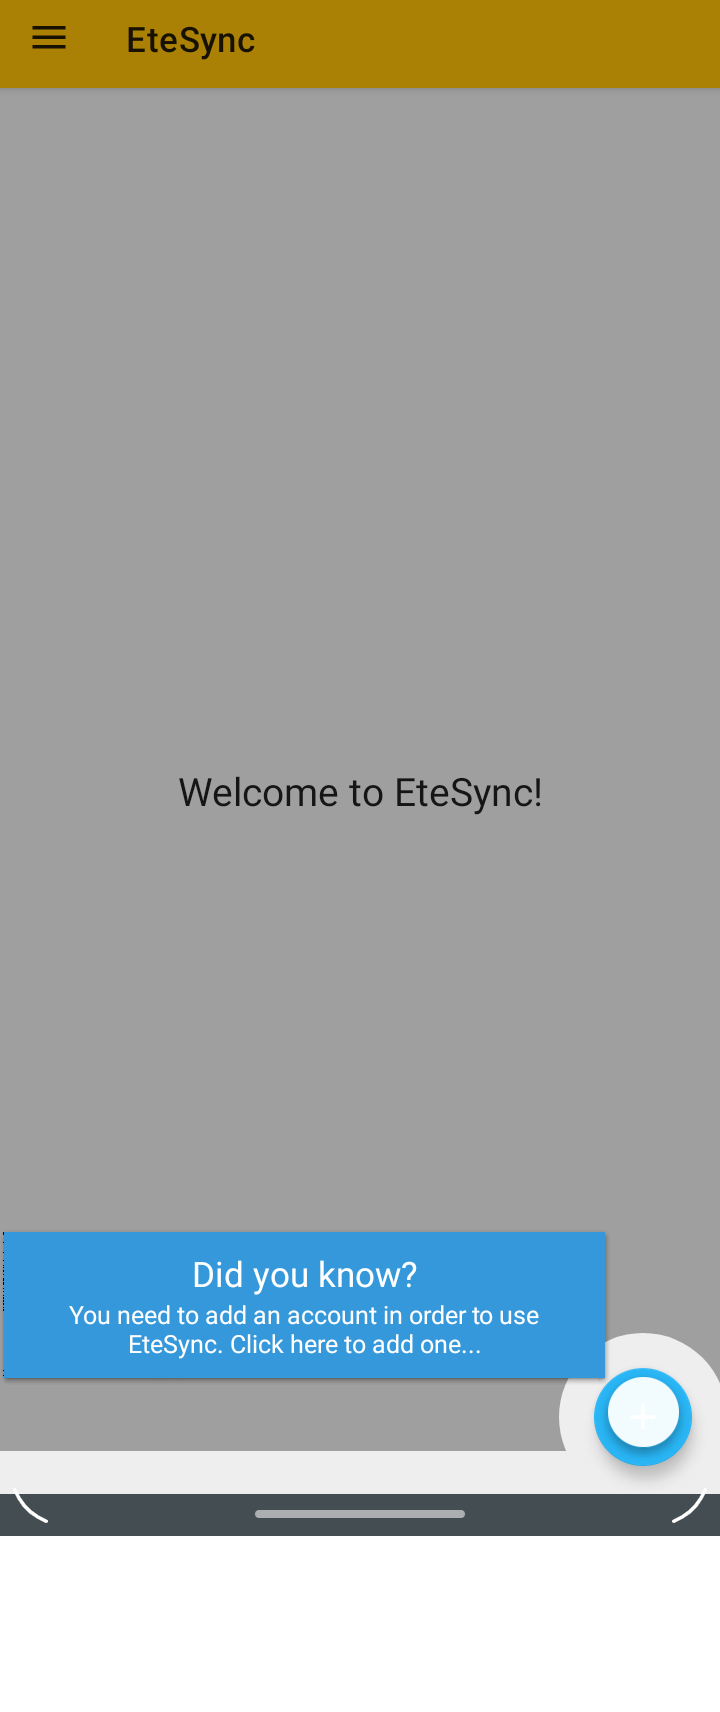 EteSync
Welcome to EteSync!
Did you know?
You need to add an account in order to use
EteSync. Click here to add one...